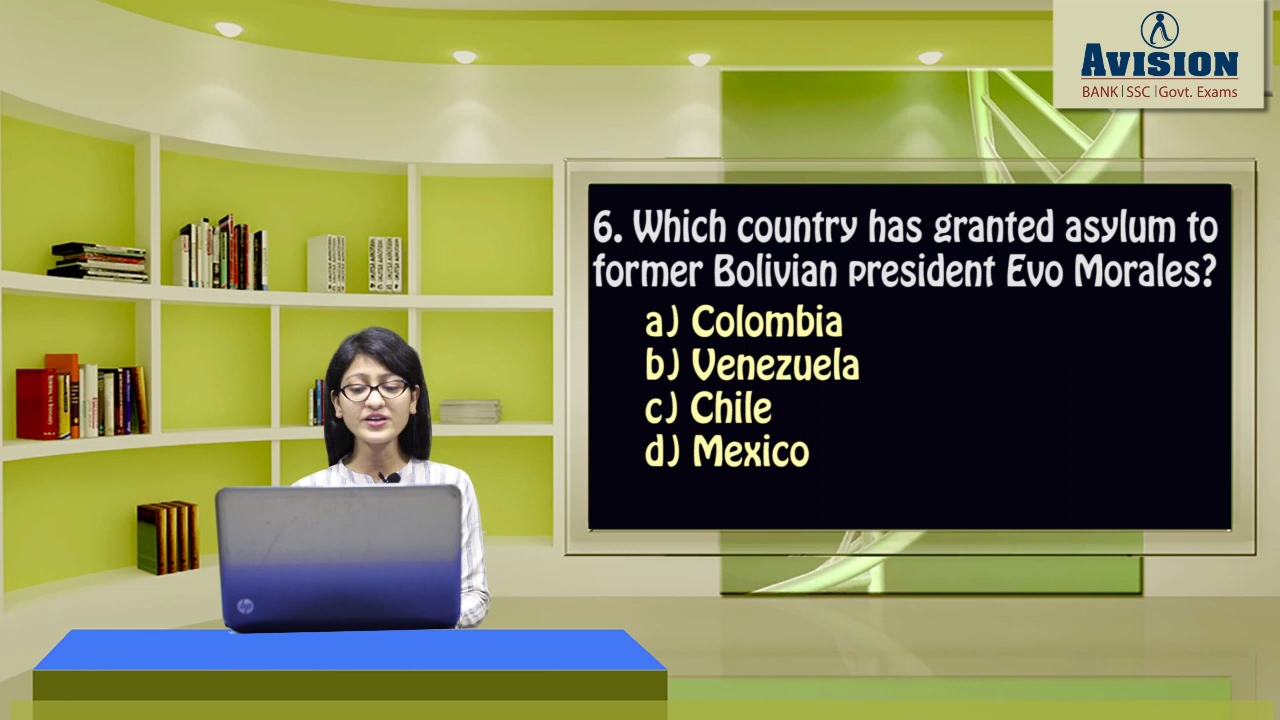 AVISION
BANK|SSC|Govt. Exams
6. Which country has granted asylum to
former Bolivian president Evo Morales?
a) Colombia
b) Venezuela
c) Chile
d) Mexico
hp